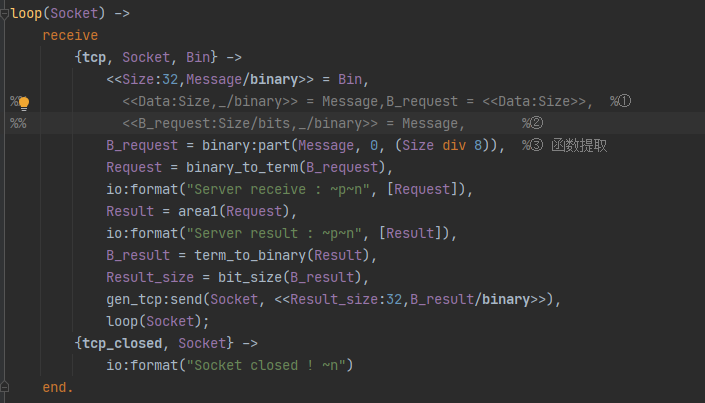 loop(Socket) ->
    receive
        {tcp, Socket, Bin} ->
            <<Size:32,Message/binary>> = Bin,
%%            <<Data:Size,_/binary>> = Message,B_request = <<Data:Size>>,  %①
%%            <<B_request:Size/bits,_/binary>> = Message,       %②
            B_request = binary:part(Message, 0, (Size div 8)),  %③ 函数提取
            Request = binary_to_term(B_request),
            io:format("Server receive : ~p~n", [Request]),
            Result = area1(Request),
            io:format("Server result : ~p~n", [Result]),
            B_result = term_to_binary(Result),
            Result_size = bit_size(B_result),
            gen_tcp:send(Socket, <<Result_size:32,B_result/binary>>),
            loop(Socket);
        {tcp_closed, Socket} ->
            io:format("Socket closed ! ~n")
    end.